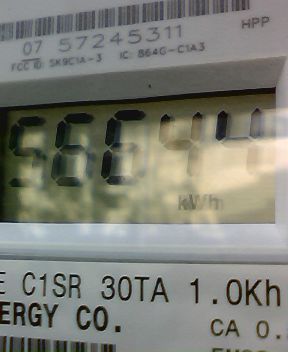 07 57245311
HPP
FCC ID: SK9C1A-3 IC: 864G-C1A3
56644
kWh
E C1SR 30TA 1.0Kh
ERGY CO.
CA 0.